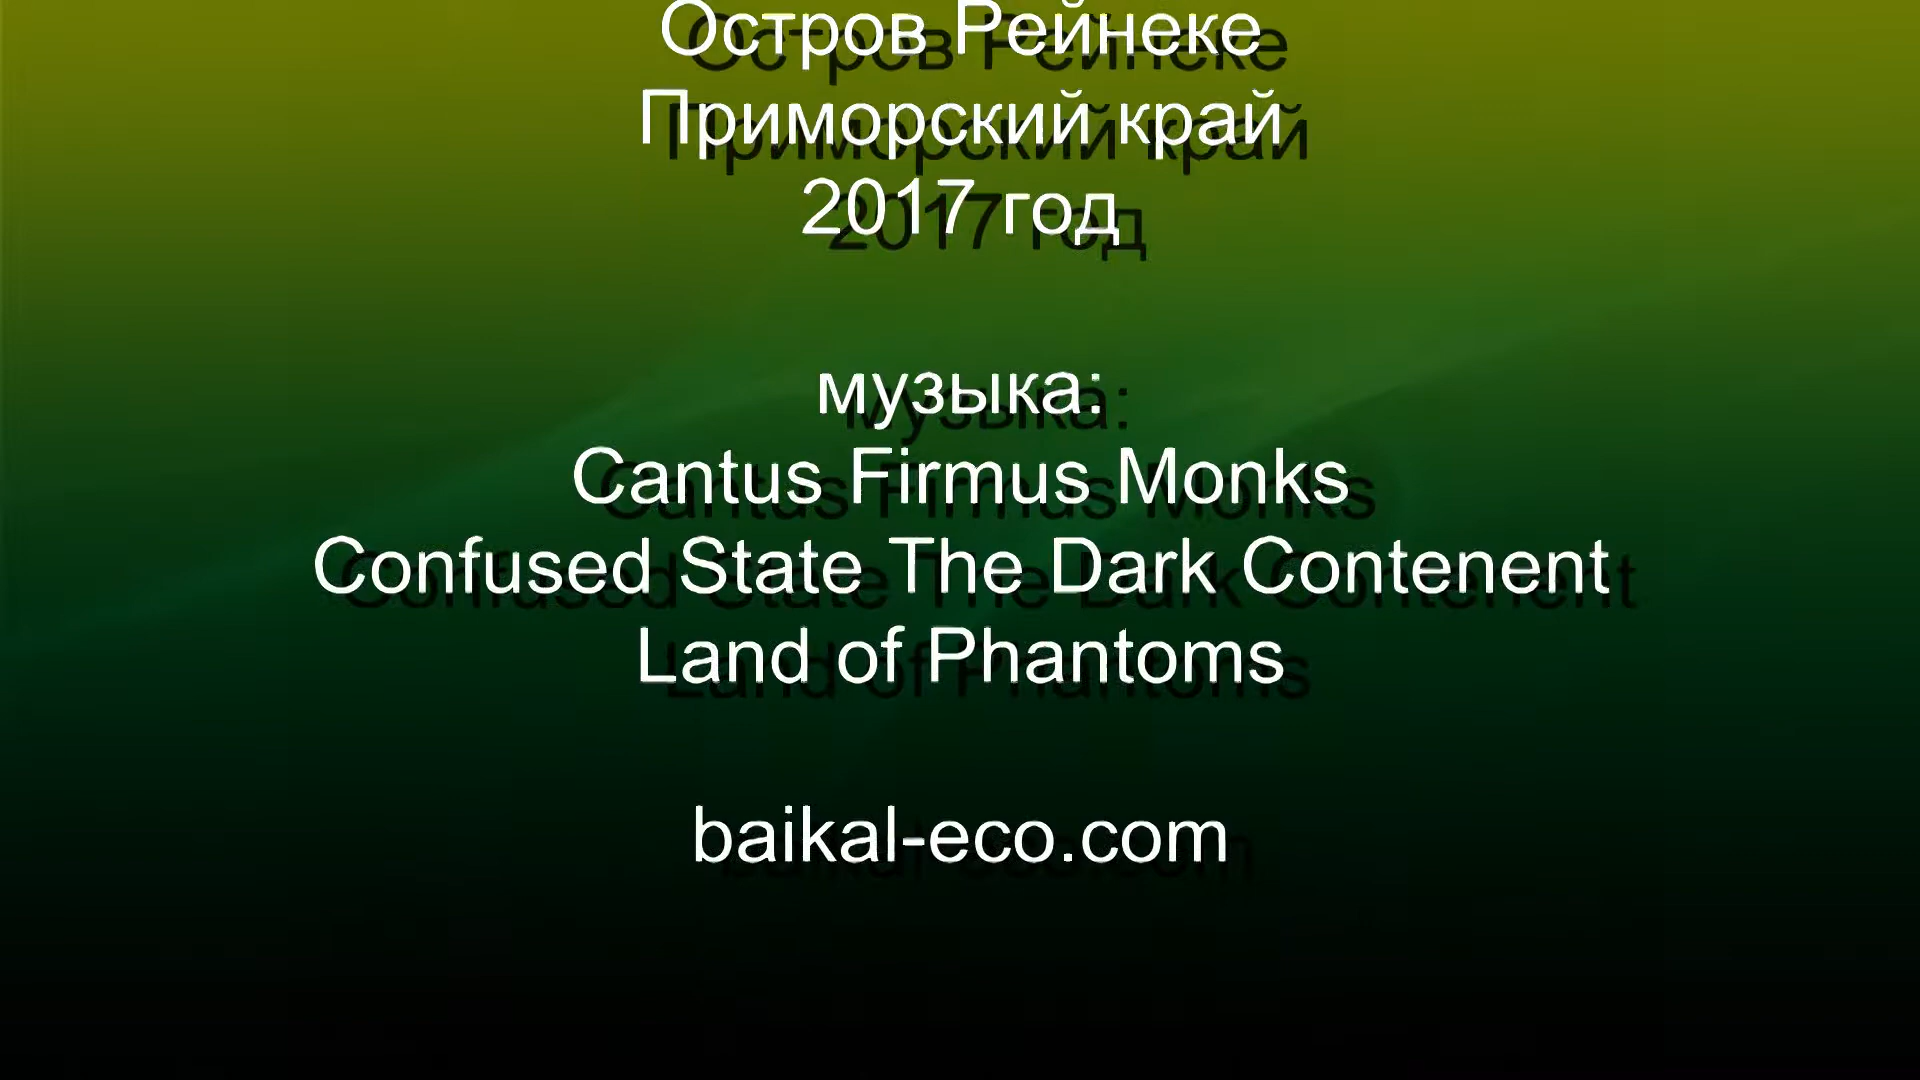 Остров Рейнеке
Приморский край
2017 год
музыка:
Cantus Firmus Monks
Confused State The Dark Contenent
Land of Phantoms
baikal-eco.com